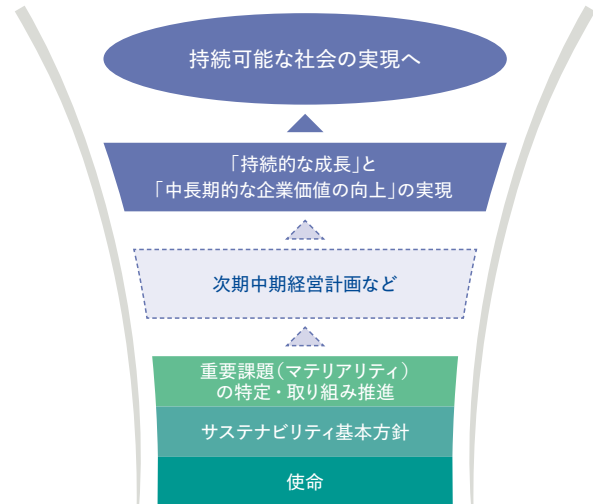 持続可能な社会の実現へ
「持続的な成長」と
「中長期的な企業価値の向上」の実現
次期中期経営計画など
重要課題（マテリアリティ）
の特定・取り組み推進
サステナビリティ基本方針
使命